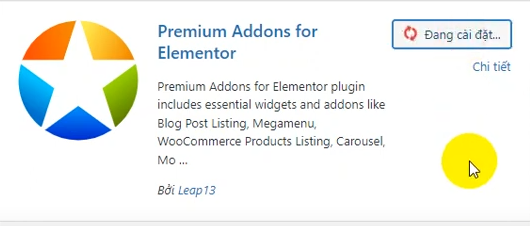 Premium Addons for
Elementor
Đang cài đặt...
Chi tiết
Premium Addons for Elementor plugin
includes essential widgets and addons like
Blog Post Listing, Megamenu,
WooCommerce Products Listing, Carousel,
Mo ...
Bởi Leap13